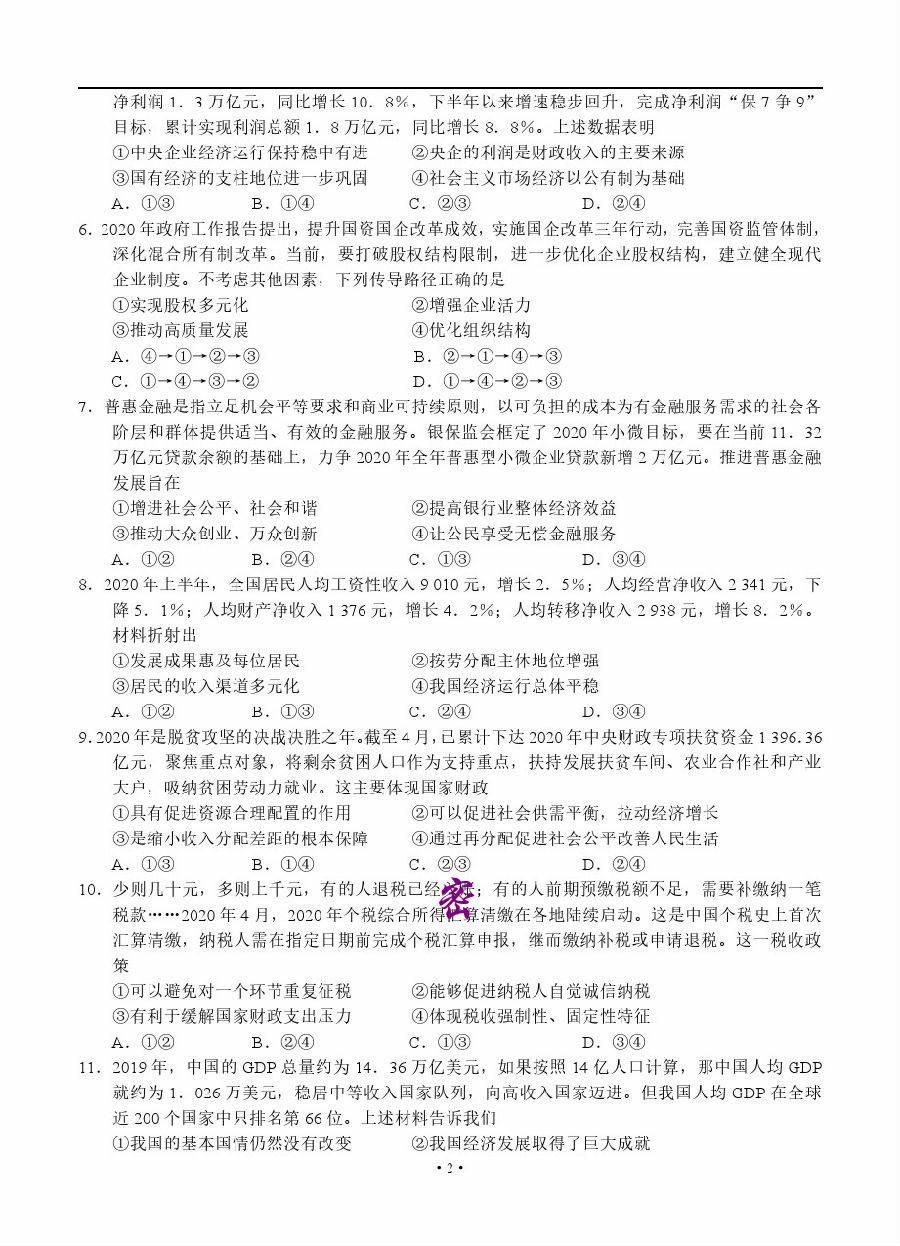 净利润 1．3 万亿元，同比增长 10．8%，下半年以来增速稳步回升，完成净利润“保 7 争 9”
目标，累计实现利润总额 1．8 万亿元，同比增长 8．8%。上述数据表明
①中央企业经济运行保持稳中有进 ②央企的利润是财政收入的主要来源
③国有经济的支柱地位进一步巩固 ④社会主义市场经济以公有制为基础
A．①③ B．①④ C．②③ D．②④
6．2020 年政府工作报告提出，提升国资国企改革成效，实施国企改革三年行动，完善国资监管体制，
深化混合所有制改革。当前，要打破股权结构限制，进一步优化企业股权结构，建立健全现代
企业制度。不考虑其他因素，下列传导路径正确的是
①实现股权多元化 ②增强企业活力
③推动高质量发展 ④优化组织结构
A．④→①→②→③ B．②→①→④→③
C．①→④→③→② D．①→④→②→③
7．普惠金融是指立足机会平等要求和商业可持续原则，以可负担的成本为有金融服务需求的社会各
阶层和群体提供适当、有效的金融服务。银保监会框定了 2020 年小微目标，要在当前 11．32
万亿元贷款余额的基础上，力争 2020 年全年普惠型小微企业贷款新增 2 万亿元。推进普惠金融
发展旨在
①增进社会公平、社会和谐 ②提高银行业整体经济效益
③推动大众创业、万众创新 ④让公民享受无偿金融服务
A．①② B．②④ C．①③ D．③④
8．2020 年上半年，全国居民人均工资性收入 9 010 元，增长 2．5%；人均经营净收入 2 341 元，下
降 5．1%；人均财产净收入 1 376 元，增长 4．2%；人均转移净收入 2 938 元，增长 8．2%。
材料折射出
①发展成果惠及每位居民 ②按劳分配主体地位增强
③居民的收入渠道多元化 ④我国经济运行总体平稳
A．①② B．①③ C．②④ D．③④
9．2020 年是脱贫攻坚的决战决胜之年。截至 4 月，已累计下达 2020 年中央财政专项扶贫资金 1 396.36
亿元，聚焦重点对象，将剩余贫困人口作为支持重点，扶持发展扶贫车间、农业合作社和产业
大户，吸纳贫困劳动力就业。这主要体现国家财政
①具有促进资源合理配置的作用 ②可以促进社会供需平衡，拉动经济增长
③是缩小收入分配差距的根本保障 ④通过再分配促进社会公平改善人民生活
A．①③ B．①④ C．②③ D．②④
10．少则几十元，多则上千元，有的人退税已经 密 ；有的人前期预缴税额不足，需要补缴纳一笔
税款……2020 年 4 月，2020 年个税综合所得汇算清缴在各地陆续启动。这是中国个税史上首次
汇算清缴，纳税人需在指定日期前完成个税汇算申报，继而缴纳补税或申请退税。这一税收政
策
①可以避免对一个环节重复征税 ②能够促进纳税人自觉诚信纳税
③有利于缓解国家财政支出压力 ④体现税收强制性、固定性特征
A．①② B．②④ C．①③ D．③④
11．2019 年，中国的 GDP 总量约为 14．36 万亿美元，如果按照 14 亿人口计算，那中国人均 GDP
就约为 1．026 万美元，稳居中等收入国家队列，向高收入国家迈进。但我国人均 GDP 在全球
近 200 个国家中只排名第 66 位。上述材料告诉我们
①我国的基本国情仍然没有改变 ②我国经济发展取得了巨大成就
·2·